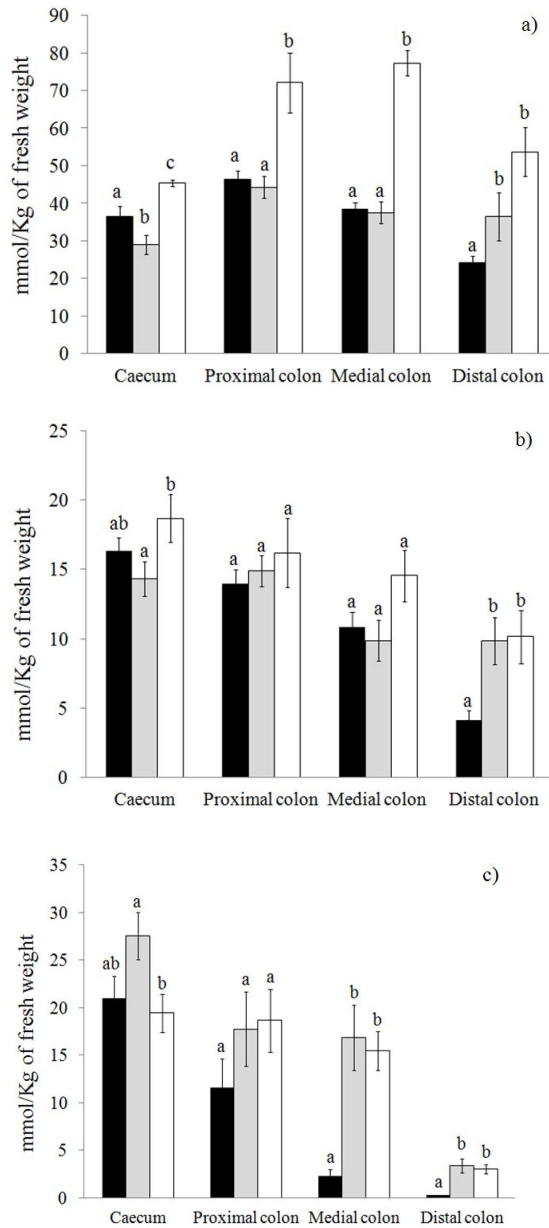 a)
mmol/Kg of fresh weight
90
80
70
60
50
40
30
20
10
0
a b c
a a b
a a b
a b b
Caecum Proximal colon Medial colon Distal colon
b)
mmol/Kg of fresh weight
25
20
15
10
5
0
ab a b
a a a
a a a
a b b
Caecum Proximal colon Medial colon Distal colon
c)
mmol/Kg of fresh weight
35
30
25
20
15
10
5
0
ab a b
a a a
a b b
a b b
Caecum Proximal colon Medial colon Distal colon